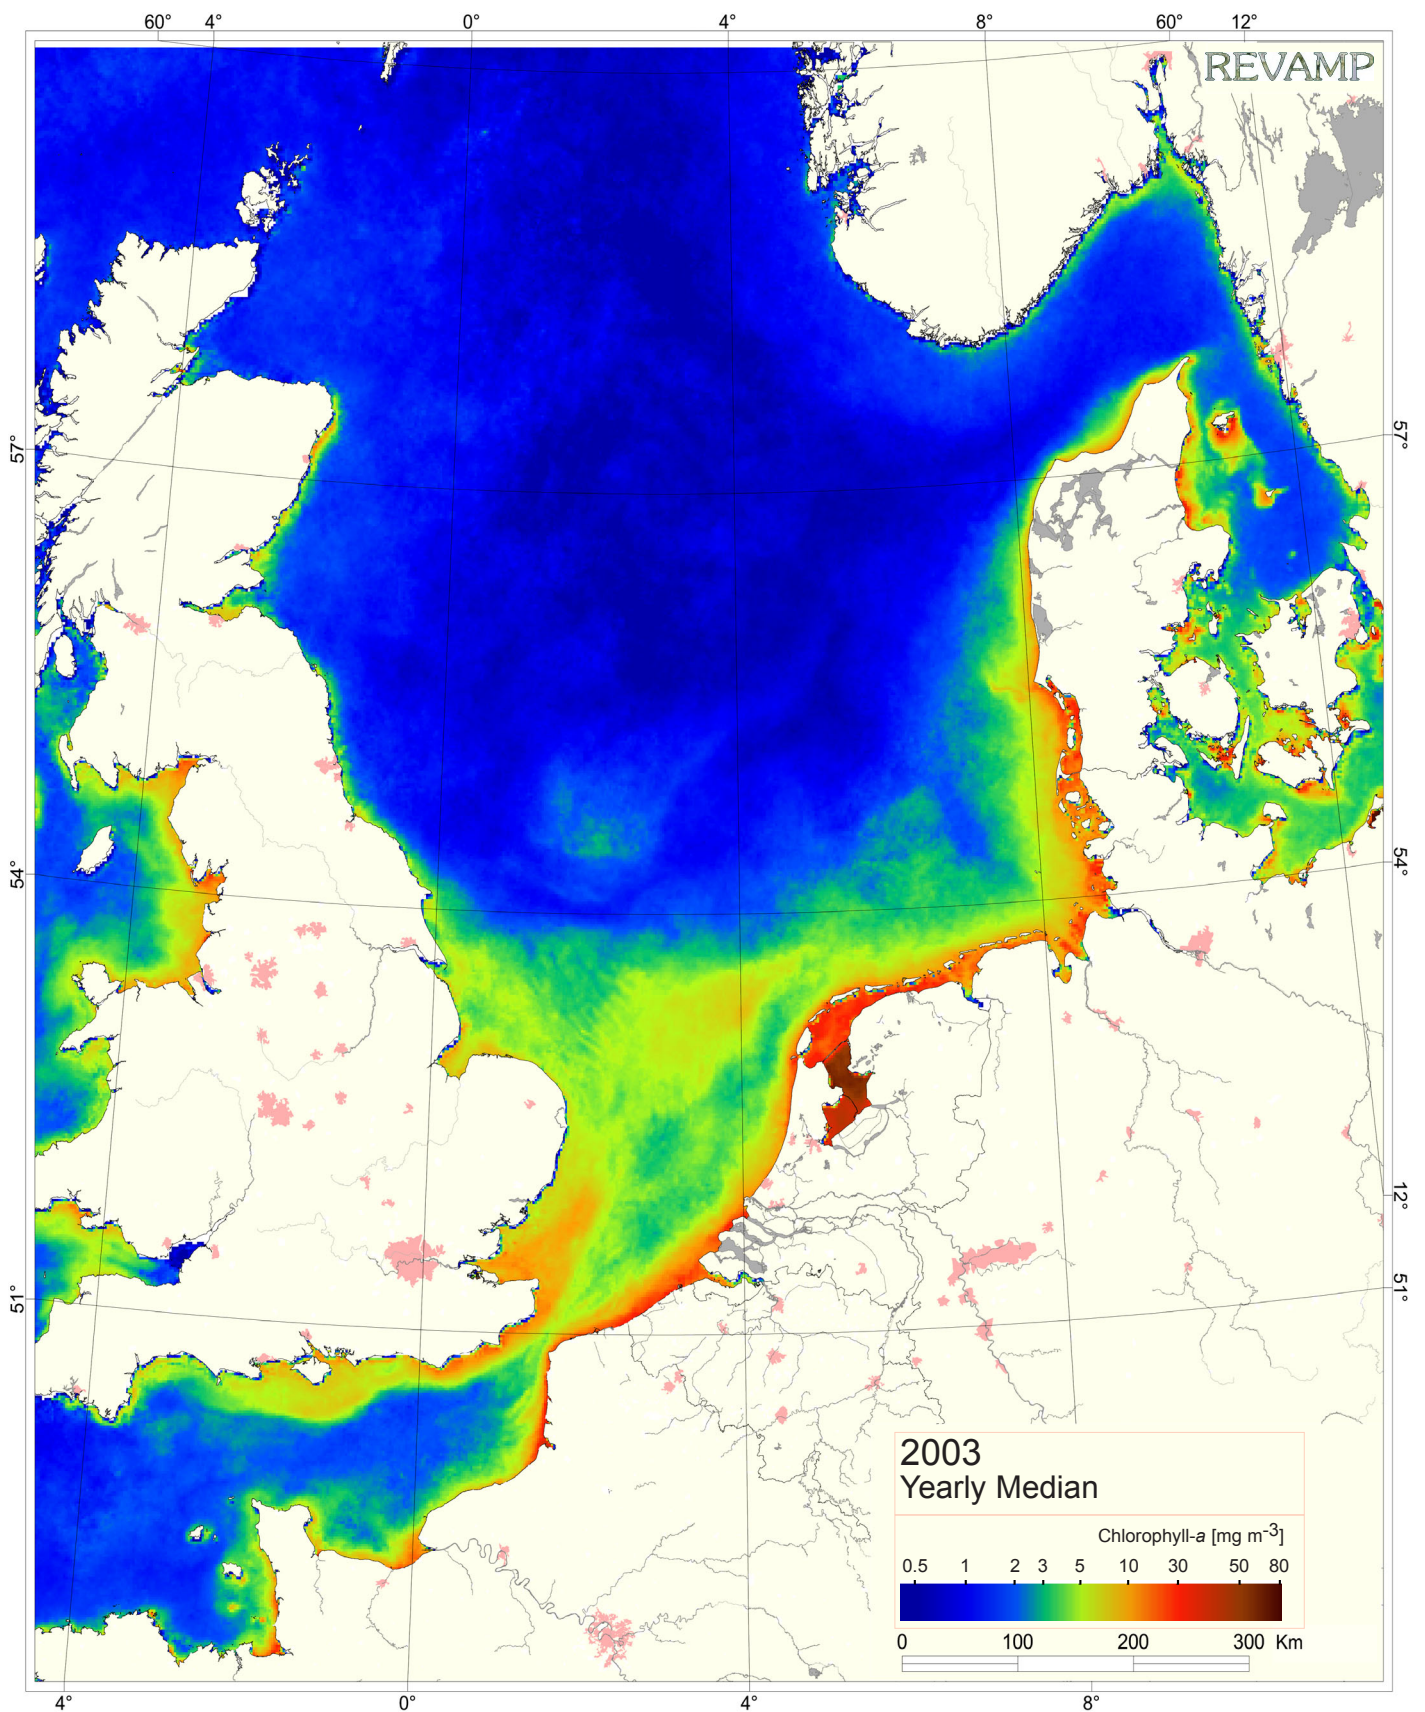 60° 4° 0° 4° 8° 60° 12°
REVAMP
57° 57°
54° 54°
12°
51° 51°
2003
Yearly Median
Chlorophyll-a [mg m-3]
0.5 1 2 3 5 10 30 50 80
0 100 200 300 Km
4° 0° 4° 8°